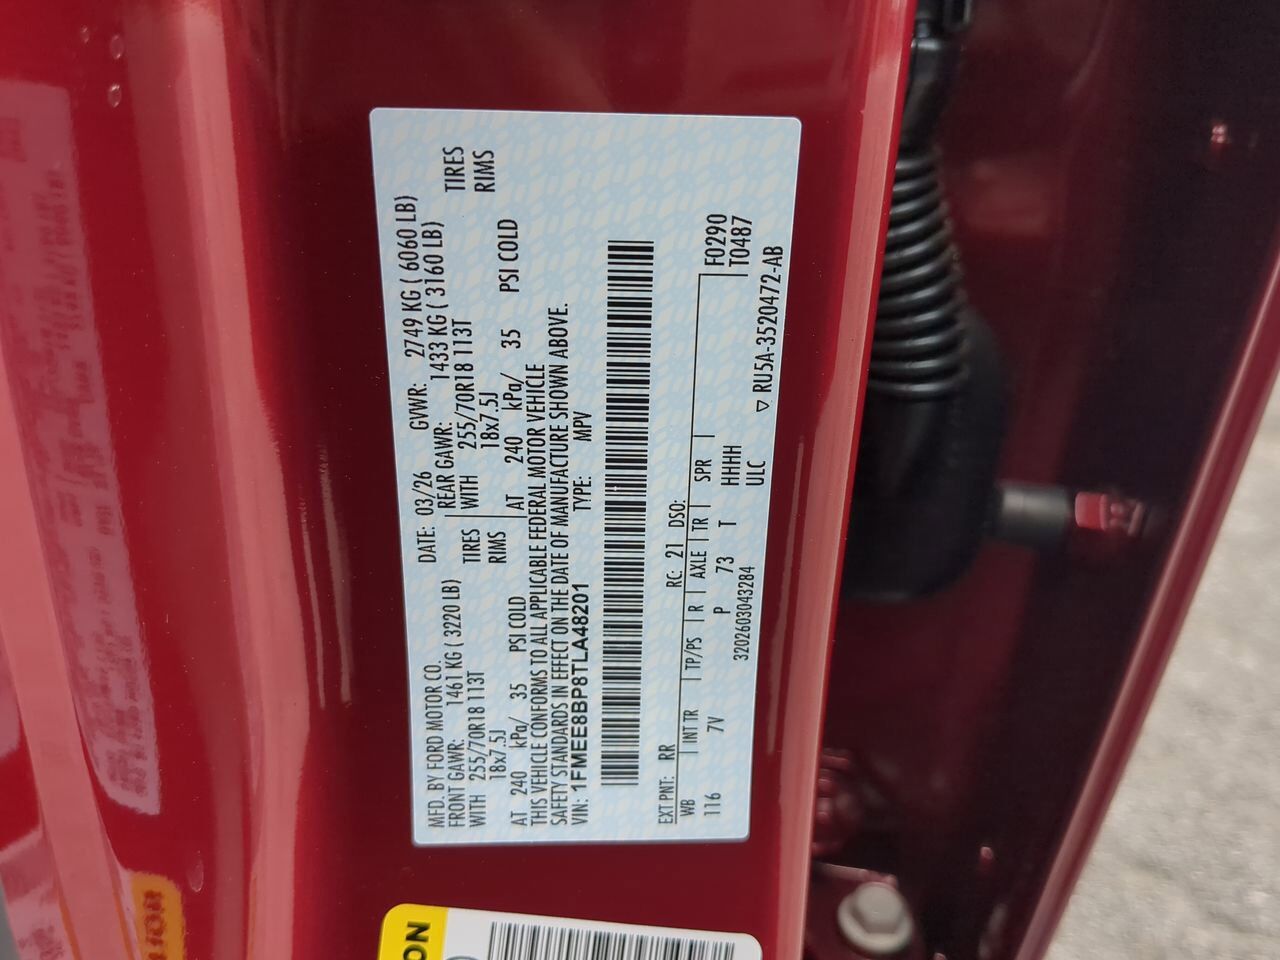 MFD. BY FORD MOTOR CO.
DATE: 03/26 GVWR: 2749 KG ( 6060 LB)
FRONT GAWR: 1461 KG ( 3220 LB) REAR GAWR: 1433 KG ( 3160 LB)
WITH 255/70R18 113T TIRES WITH 255/70R18 113T TIRES
18x7.5J RIMS 18x7.5J RIMS
AT 240 kPa/ 35 PSI COLD AT 240 kPa/ 35 PSI COLD
THIS VEHICLE CONFORMS TO ALL APPLICABLE FEDERAL MOTOR VEHICLE
SAFETY STANDARDS IN EFFECT ON THE DATE OF MANUFACTURE SHOWN ABOVE.
VIN: 1FMEE8BP8TLA48201 TYPE: MPV
EXT PNT: RR RC: 21 DSO: F0290
WB INT TR TP/PS R AXLE TR SPR T0487
116 7V P 73 T HHHH
3202603043284 ULC
▽ RU5A-3520472-AB
ON